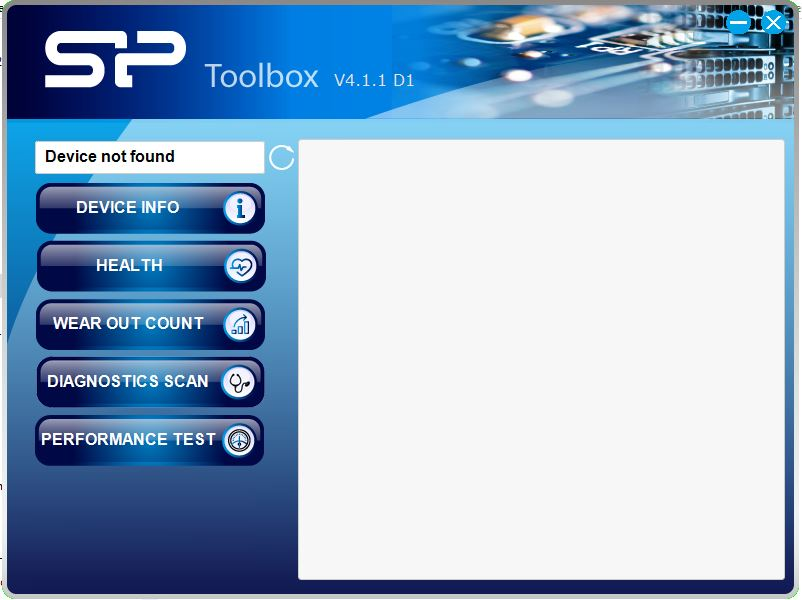 SP Toolbox V4.1.1 D1
Device not found
DEVICE INFO
HEALTH
WEAR OUT COUNT
DIAGNOSTICS SCAN
PERFORMANCE TEST